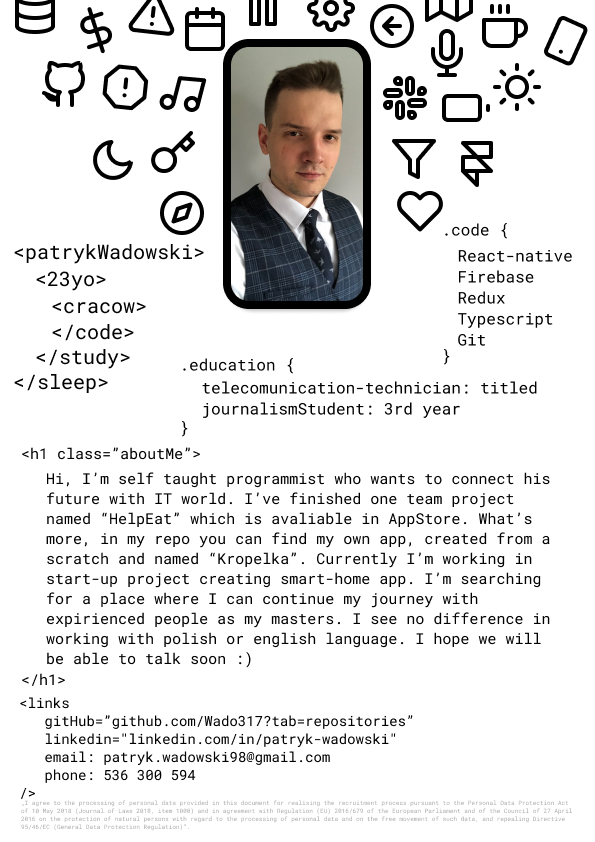 <patrykWadowski>
<23yo>
<cracow>
</code>
</study>
</sleep>
.code {
React-native
Firebase
Redux
Typescript
Git
}
.education {
telecomunication-technician: titled
journalismStudent: 3rd year
}
<h1 class=”aboutMe”>
Hi, I’m self taught programmist who wants to connect his
future with IT world. I’ve finished one team project
named “HelpEat” which is avaliable in AppStore. What’s
more, in my repo you can find my own app, created from a
scratch and named “Kropelka”. Currently I’m working in
start-up project creating smart-home app. I’m searching
for a place where I can continue my journey with
expirienced people as my masters. I see no difference in
working with polish or english language. I hope we will
be able to talk soon :)
</h1>
<links
gitHub=”github.com/Wado317?tab=repositories”
linkedin="linkedin.com/in/patryk-wadowski"
email: patryk.wadowski98@gmail.com
phone: 536 300 594
/>
„I agree to the processing of personal data provided in this document for realising the recruitment process pursuant to the Personal Data Protection Act
of 10 May 2018 (Journal of Laws 2018, item 1000) and in agreement with Regulation (EU) 2016/679 of the European Parliament and of the Council of 27 April
2016 on the protection of natural persons with regard to the processing of personal data and on the free movement of such data, and repealing Directive
95/46/EC (General Data Protection Regulation)”.